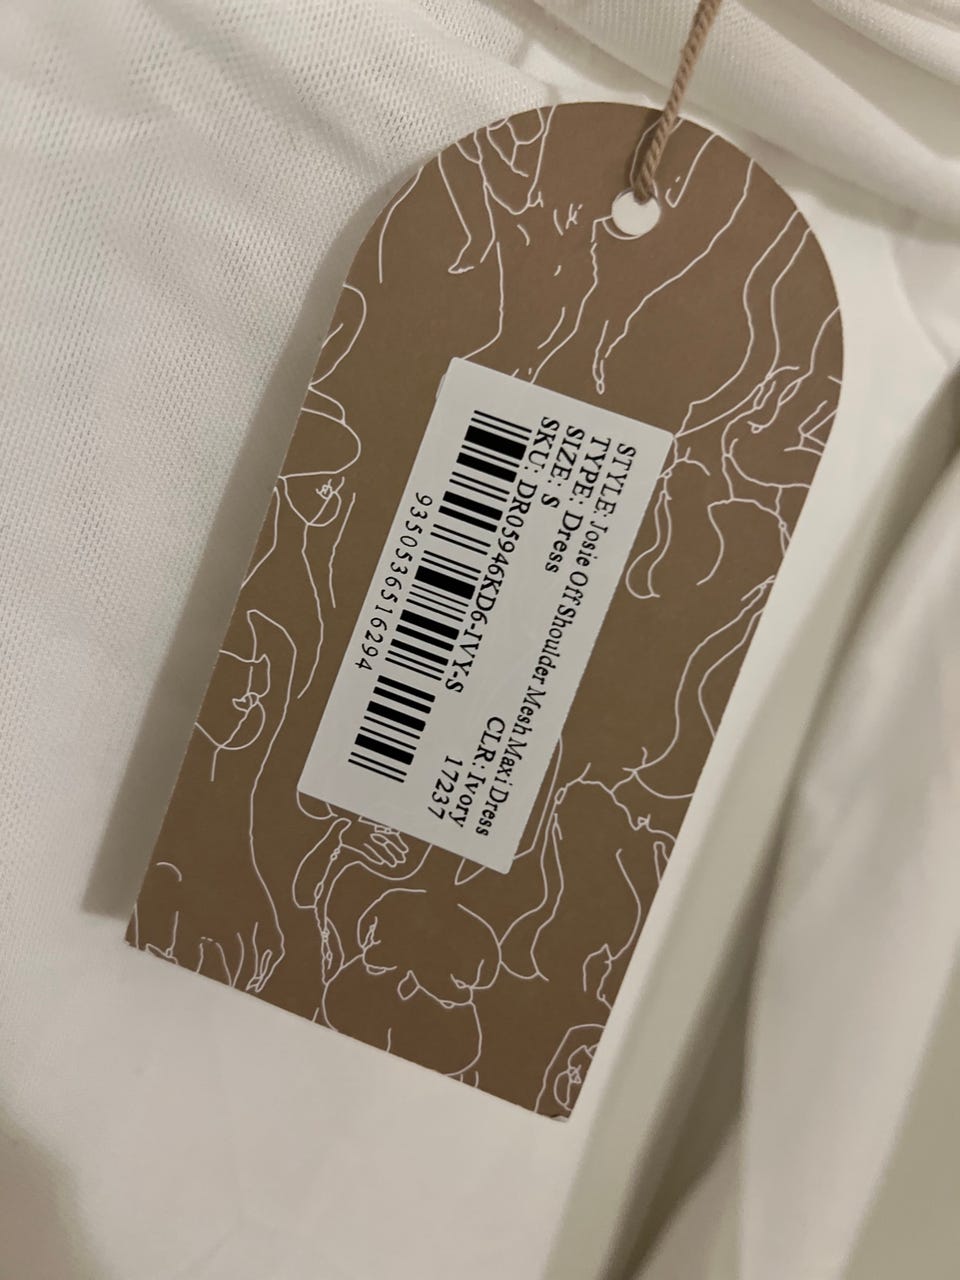 STYLE: Josie Off Shoulder Mesh Maxi Dress
TYPE: Dress
CLR: Ivory
SIZE: S
17237
SKU: DR05946KD6-IVY-S
9350536516294